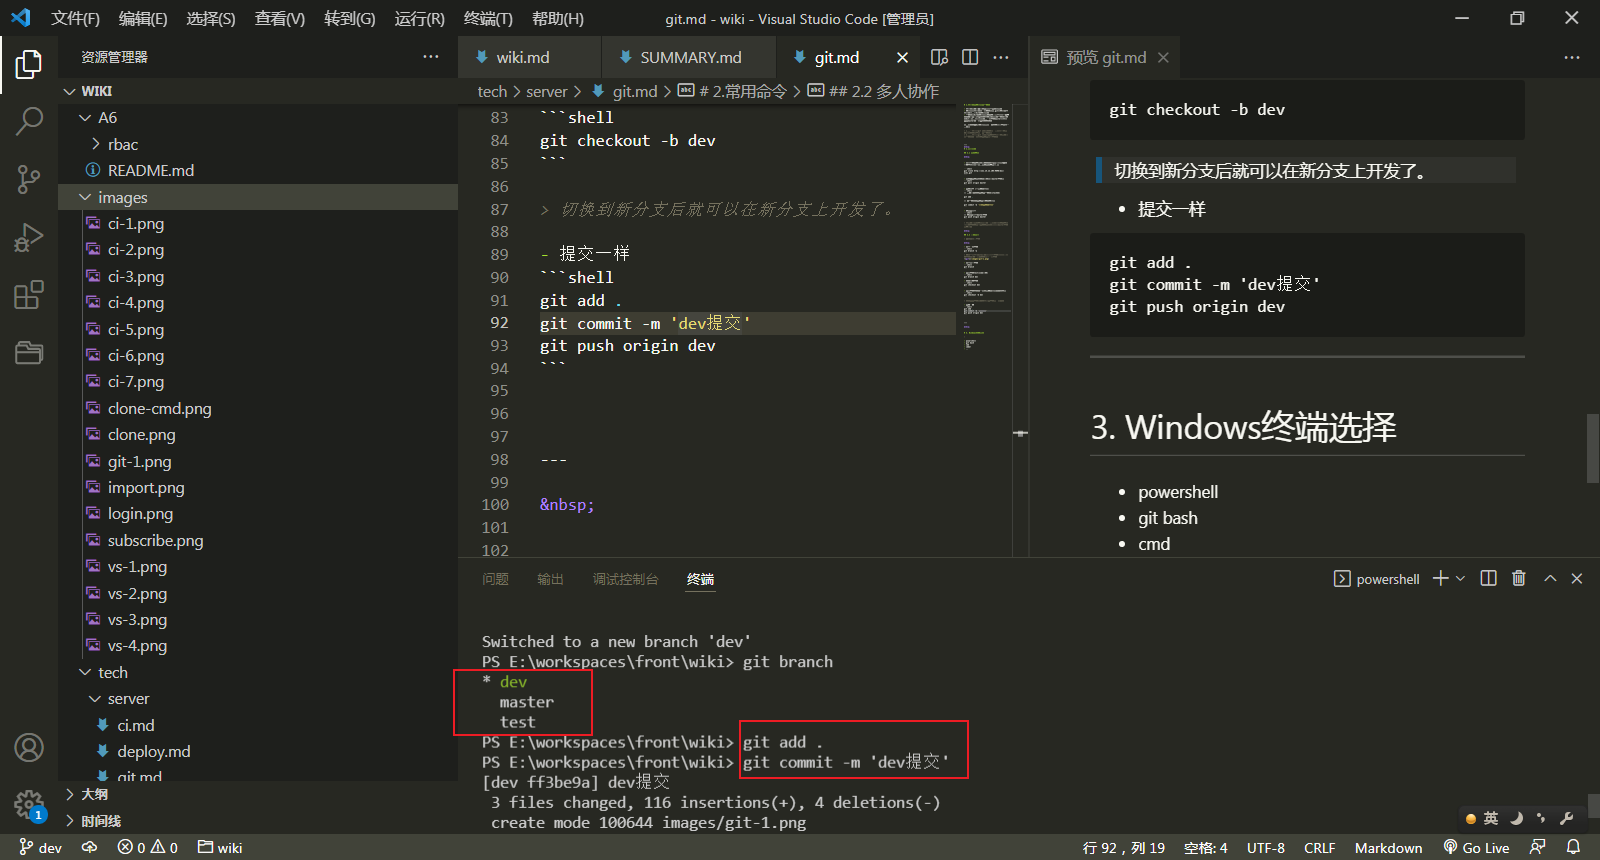 文件(F) 编辑(E) 选择(S) 查看(V) 转到(G) 运行(R) 终端(T) 帮助(H) git.md - wiki - Visual Studio Code [管理员]
资源管理器
WIKI
A6
rbac
README.md
images
ci-1.png
ci-2.png
ci-3.png
ci-4.png
ci-5.png
ci-6.png
ci-7.png
clone-cmd.png
clone.png
git-1.png
import.png
login.png
subscribe.png
vs-1.png
vs-2.png
vs-3.png
vs-4.png
tech
server
ci.md
deploy.md
git.md
大纲
时间线
1
wiki.md SUMMARY.md git.md
tech > server > git.md > # 2.常用命令 > ## 2.2 多人协作
83 ```shell
84 git checkout -b dev
85 ```
86
87 > 切换到新分支后就可以在新分支上开发了。
88
89 - 提交一样
90 ```shell
91 git add .
92 git commit -m 'dev提交'
93 git push origin dev
94 ```
95
96
97
98 ---
99
100 &nbsp;
101
102
预览 git.md
git checkout -b dev
切换到新分支后就可以在新分支上开发了。
• 提交一样
git add .
git commit -m 'dev提交'
git push origin dev
3. Windows终端选择
• powershell
• git bash
• cmd
问题 输出 调试控制台 终端
powershell
Switched to a new branch 'dev'
PS E:\workspaces\front\wiki> git branch
* dev
master
test
PS E:\workspaces\front\wiki> git add .
PS E:\workspaces\front\wiki> git commit -m 'dev提交'
[dev ff3be9a] dev提交
3 files changed, 116 insertions(+), 4 deletions(-)
create mode 100644 images/git-1.png
英
dev 0 0 wiki 行 92，列 19 空格: 4 UTF-8 CRLF Markdown Go Live